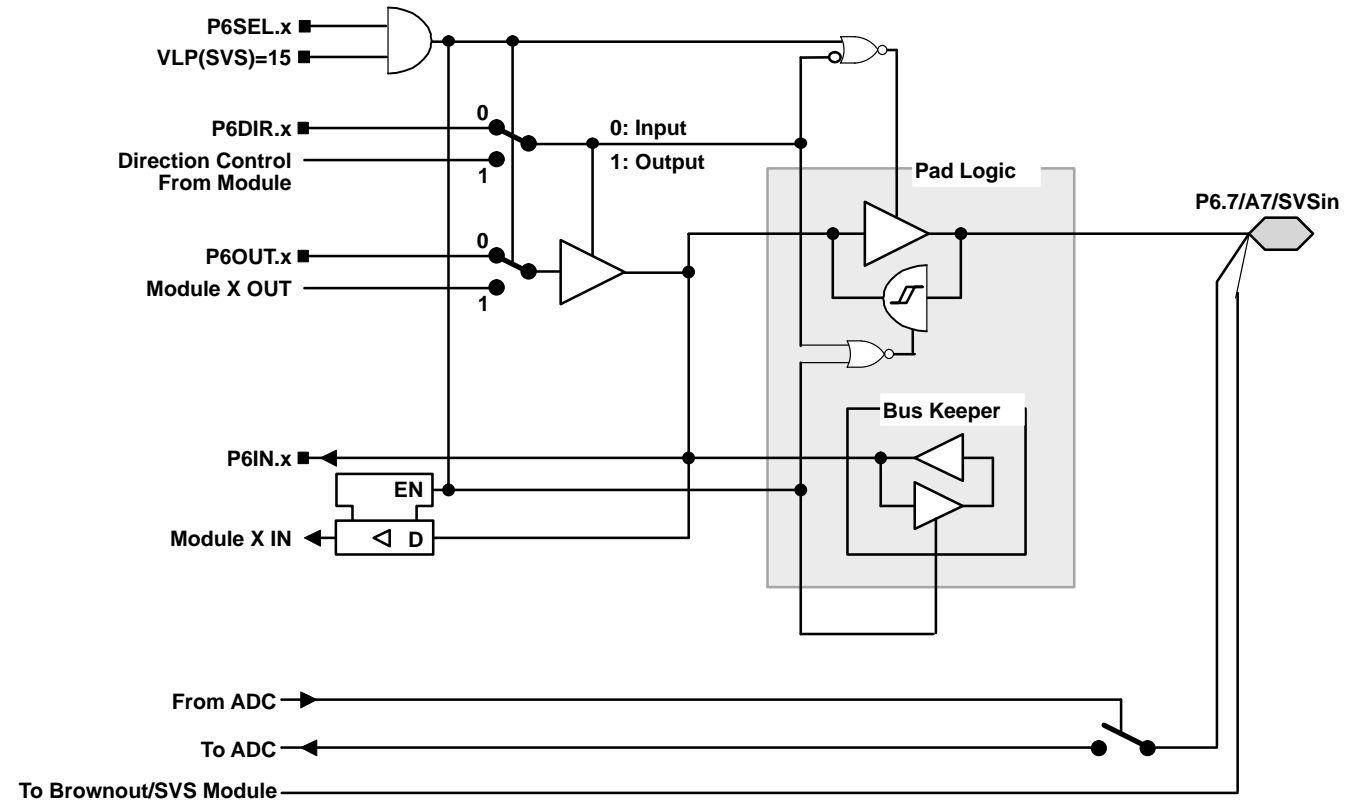 P6SEL.x
VLP(SVS)=15
P6DIR.x
0
0: Input
Direction Control
From Module
1
1: Output
Pad Logic
P6.7/A7/SVSin
P6OUT.x
0
Module X OUT
1
Bus Keeper
P6IN.x
EN
Module X IN
D
From ADC
To ADC
To Brownout/SVS Module